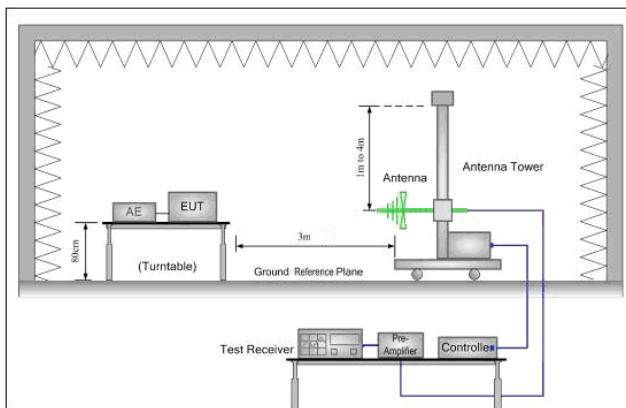 1m to 4m
Antenna
Antenna Tower
AE
EUT
80cm
3m
(Turntable)
Ground Reference Plane
Test Receiver
Pre-
Amplifier
Controller